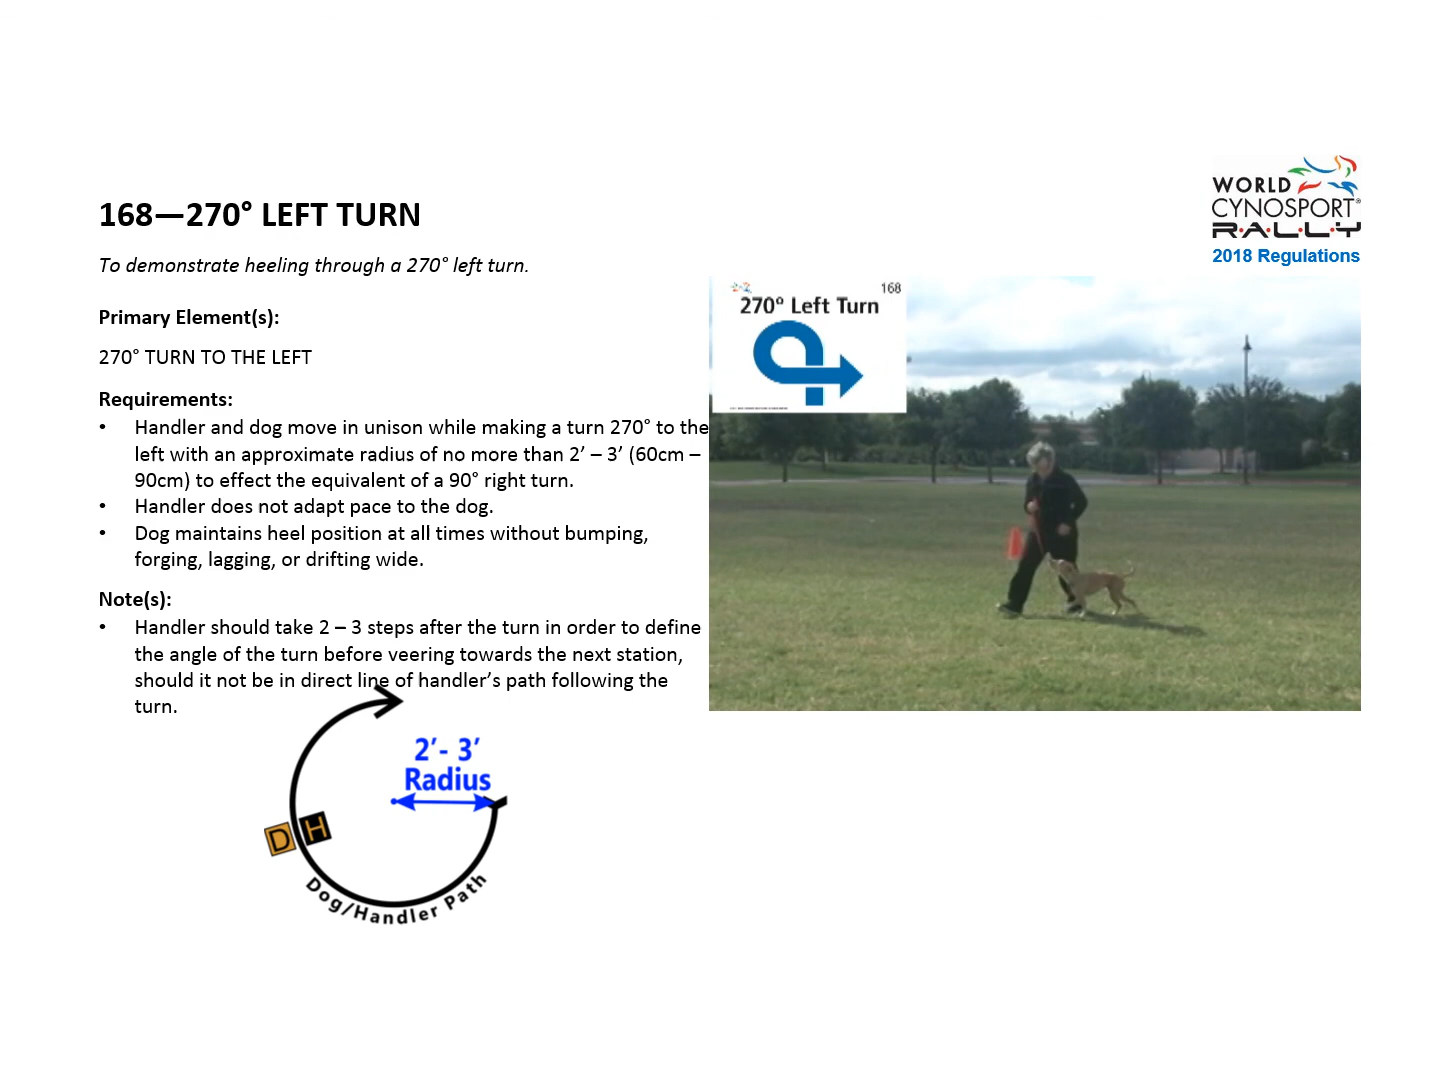 WORLD
CYNOSPORT®
R·A·L·L·Y
2018 Regulations
168—270° LEFT TURN
To demonstrate heeling through a 270° left turn.
Primary Element(s):
270° TURN TO THE LEFT
Requirements:
• Handler and dog move in unison while making a turn 270° to the
left with an approximate radius of no more than 2’ – 3’ (60cm –
90cm) to effect the equivalent of a 90° right turn.
• Handler does not adapt pace to the dog.
• Dog maintains heel position at all times without bumping,
forging, lagging, or drifting wide.
Note(s):
• Handler should take 2 – 3 steps after the turn in order to define
the angle of the turn before veering towards the next station,
should it not be in direct line of handler’s path following the
turn.
168
270° Left Turn
2’- 3’
Radius
D H
Dog/Handler Path